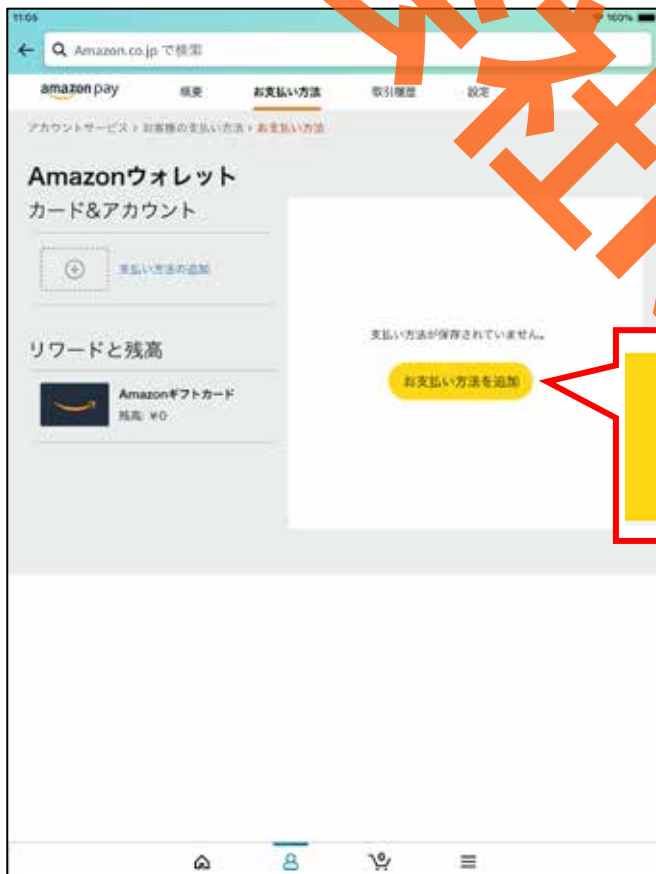 11:05
100%
Amazon.co.jp で検索
amazon pay 概要 お支払い方法 取引履歴 設定
アカウントサービス › お客様の支払い方法 › お支払い方法
Amazonウォレット
カード&アカウント
支払い方法の追加
支払い方法が保存されていません。
お支払い方法を追加
リワードと残高
Amazonギフトカード
残高: ¥0